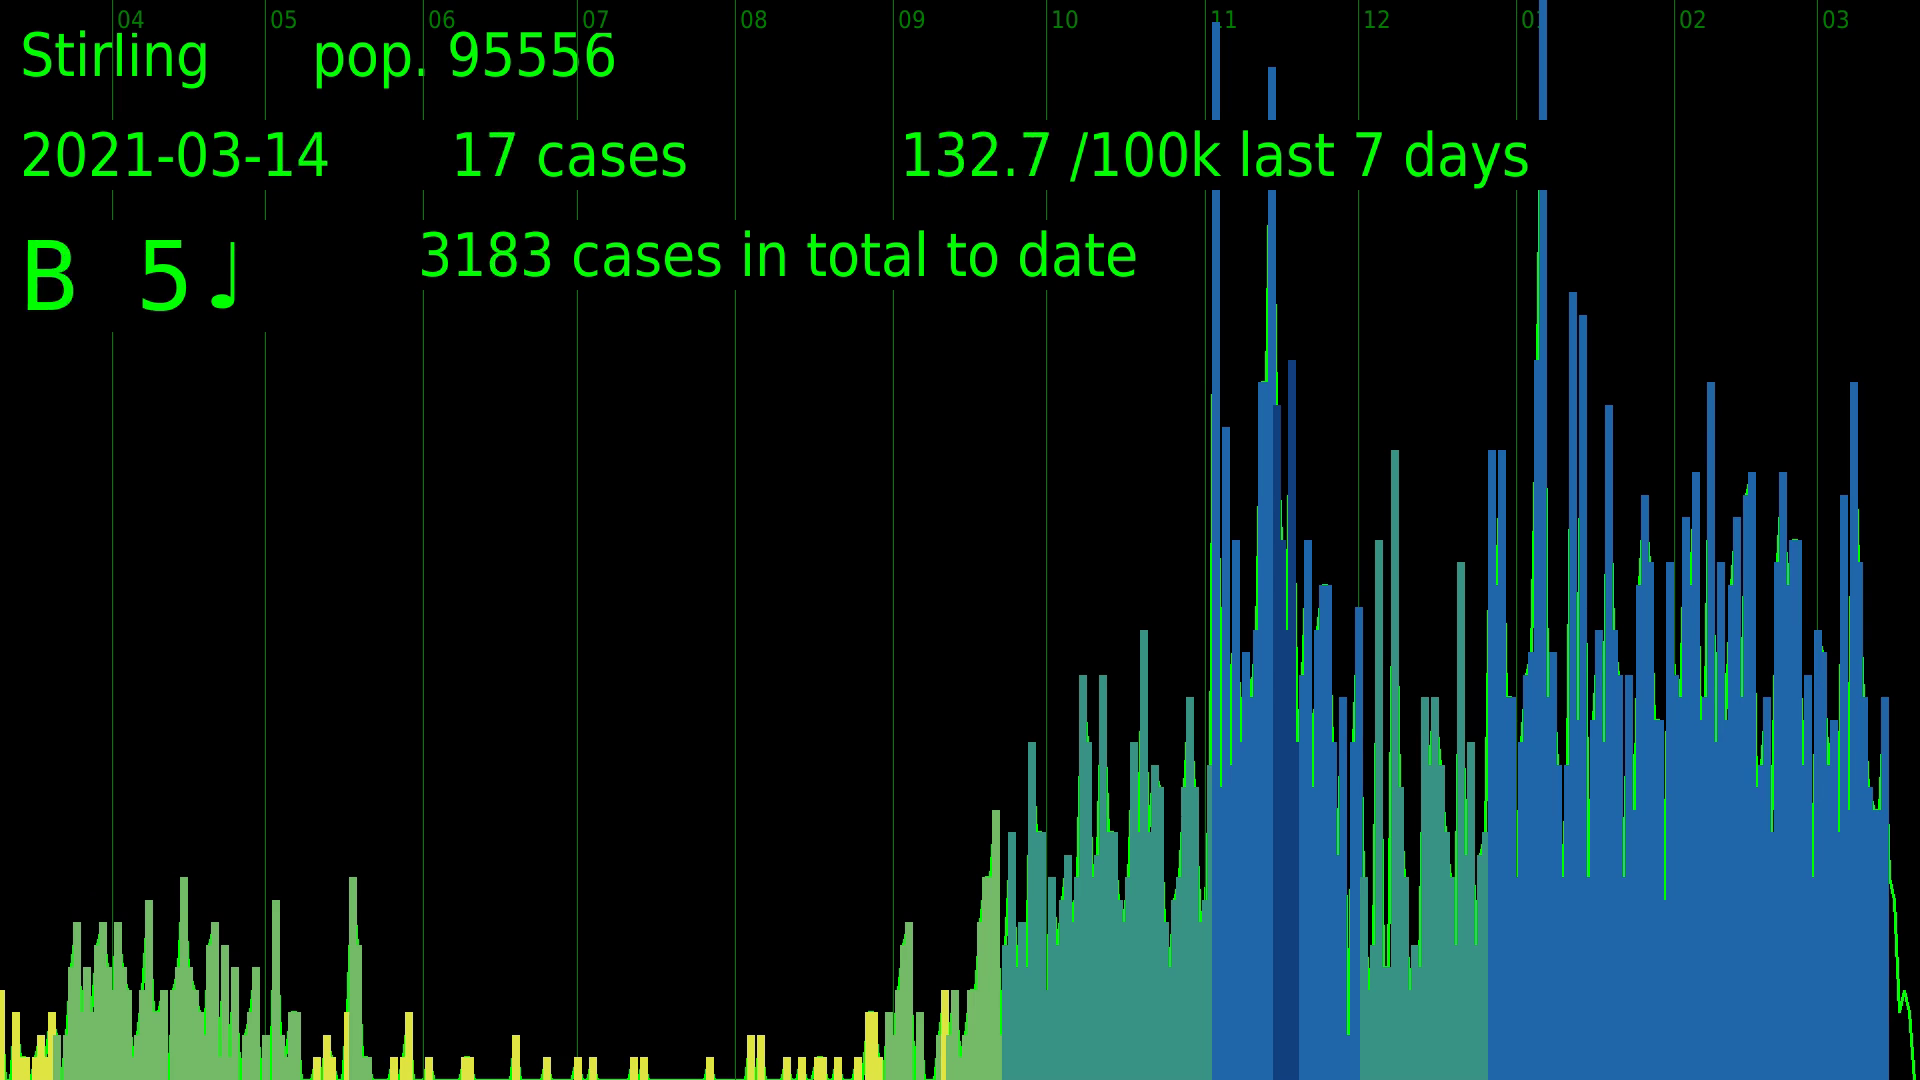 04 05 06 07 08 09 10 11 12 01 02 03
Stirling pop. 95556
2021-03-14 17 cases 132.7 /100k last 7 days
B 5♩ 3183 cases in total to date